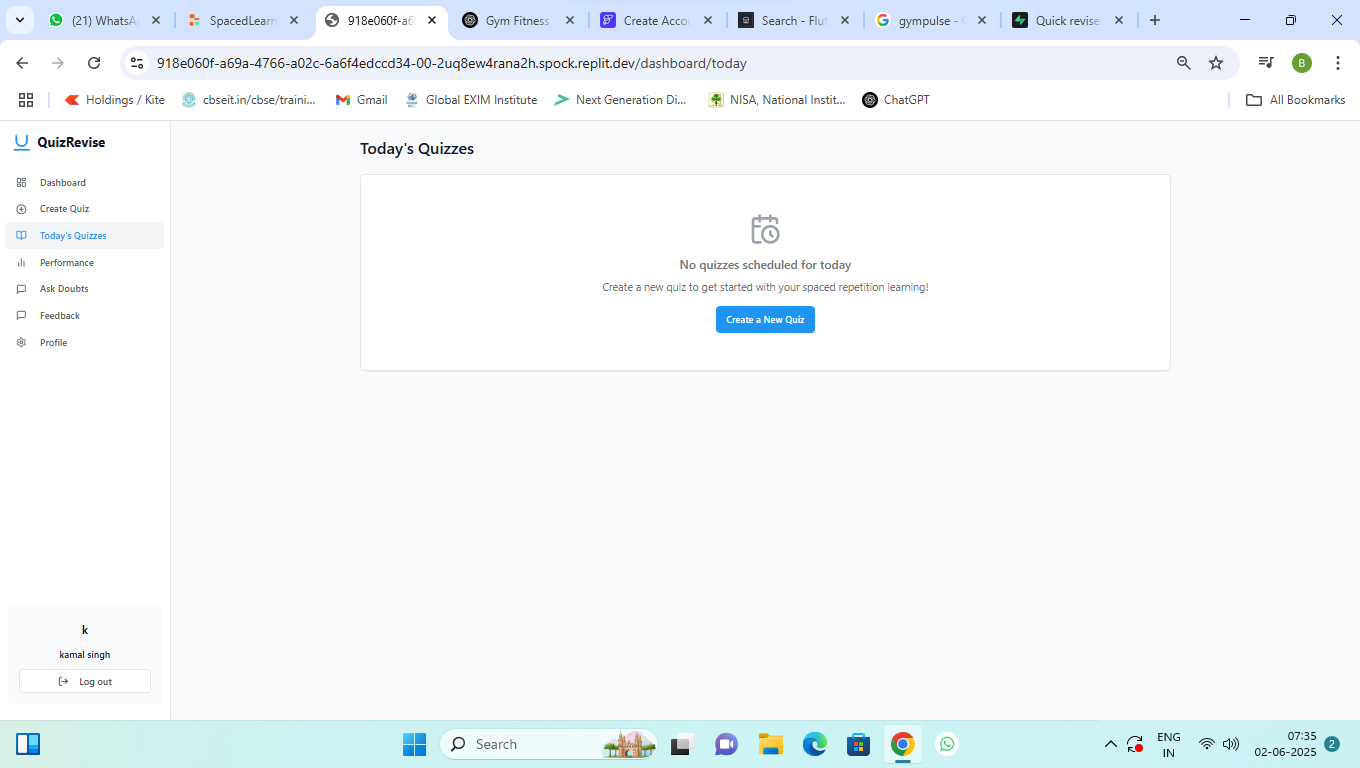 (21) WhatsA
SpacedLearn
918e060f-a6
Gym Fitness
Create Accou
Search - Flut
gympulse - G
Quick revise
918e060f-a69a-4766-a02c-6a6f4edccd34-00-2uq8ew4rana2h.spock.replit.dev/dashboard/today
B
Holdings / Kite
cbseit.in/cbse/traini...
Gmail
Global EXIM Institute
Next Generation Di...
NISA, National Instit...
ChatGPT
All Bookmarks
QuizRevise
Dashboard
Create Quiz
Today's Quizzes
Performance
Ask Doubts
Feedback
Profile
k
kamal singh
Log out
Today's Quizzes
No quizzes scheduled for today
Create a new quiz to get started with your spaced repetition learning!
Create a New Quiz
Search
ENG
IN
07:35
02-06-2025
2